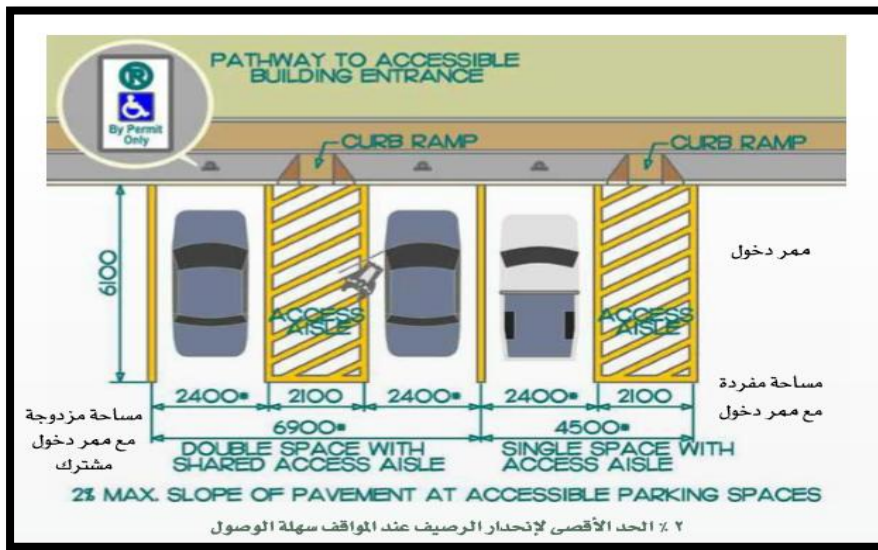 PATHWAY TO ACCESSIBLE
BUILDING ENTRANCE
R
By Permit
Only
CURB RAMP
CURB RAMP
6100
ACCESS
AISLE
ACCESS
AISLE
ممر دخول
2400*
2100
2400*
2400*
2100
مساحة مفردة
مع ممر دخول
6900*
4500*
مساحة مزدوجة
مع ممر دخول
مشترك
DOUBLE SPACE WITH
SHARED ACCESS AISLE
SINGLE SPACE WITH
ACCESS AISLE
2% MAX. SLOPE OF PAVEMENT AT ACCESSIBLE PARKING SPACES
٢ ٪ الحد الأقصى لإنحدار الرصيف عند المواقف سهلة الوصول